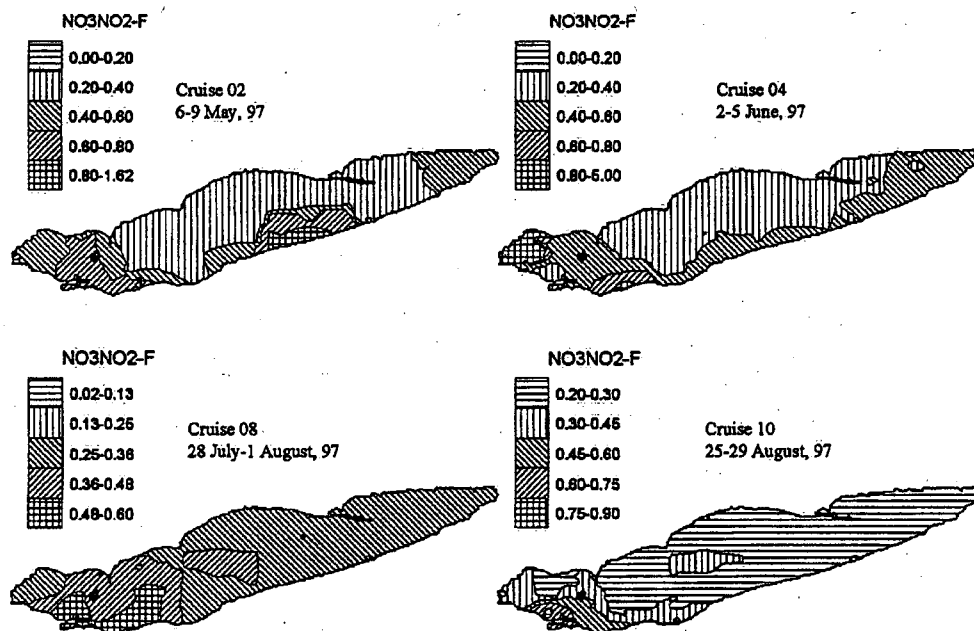 NO3NO2-F
0.00-0.20
0.20-0.40
0.40-0.60
0.60-0.80
0.80-1.62
Cruise 02
6-9 May, 97
NO3NO2-F
0.00-0.20
0.20-0.40
0.40-0.60
0.60-0.80
0.80-5.00
Cruise 04
2-5 June, 97
NO3NO2-F
0.02-0.13
0.13-0.25
0.25-0.36
0.36-0.48
0.48-0.60
Cruise 08
28 July-1 August, 97
NO3NO2-F
0.20-0.30
0.30-0.45
0.45-0.60
0.60-0.75
0.75-0.90
Cruise 10
25-29 August, 97